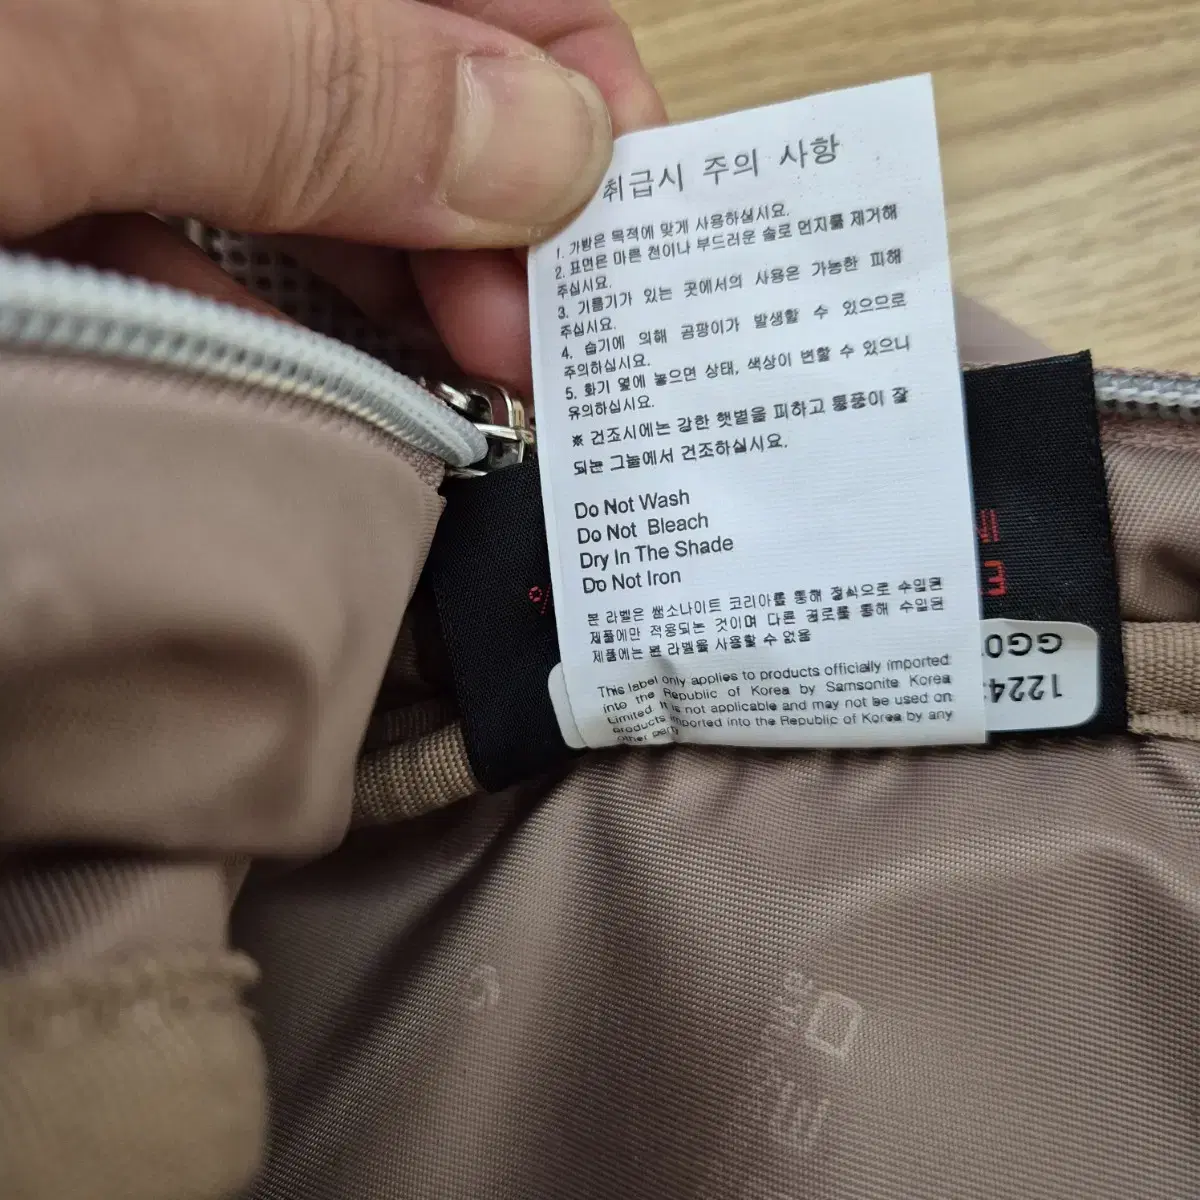 취급시 주의 사항
1. 가방은 목적에 맞게 사용하십시요.
2. 표면은 마른 천이나 부드러운 솔로 먼지를 제거해
주십시요.
3. 기름기가 있는 곳에서의 사용은 가능한 피해
주십시요.
4. 습기에 의해 곰팡이가 발생할 수 있으므로
주의하십시요.
5. 화기 옆에 놓으면 상태, 색상이 변할 수 있으니
유의하십시요.
※ 건조시에는 강한 햇볕을 피하고 통풍이 잘
되는 그늘에서 건조하십시요.
Do Not Wash
Do Not Bleach
Dry In The Shade
Do Not Iron
본 라벨은 쌤소나이트 코리아를 통해 정식으로 수입된
제품에만 적용되는 것이며 다른 경로를 통해 수입된
제품에는 본 라벨을 사용할 수 없음
This label only applies to products officially imported
into the Republic of Korea by Samsonite Korea
Limited. It is not applicable and may not be used on
products imported into the Republic of Korea by any
other party
GG0
1224